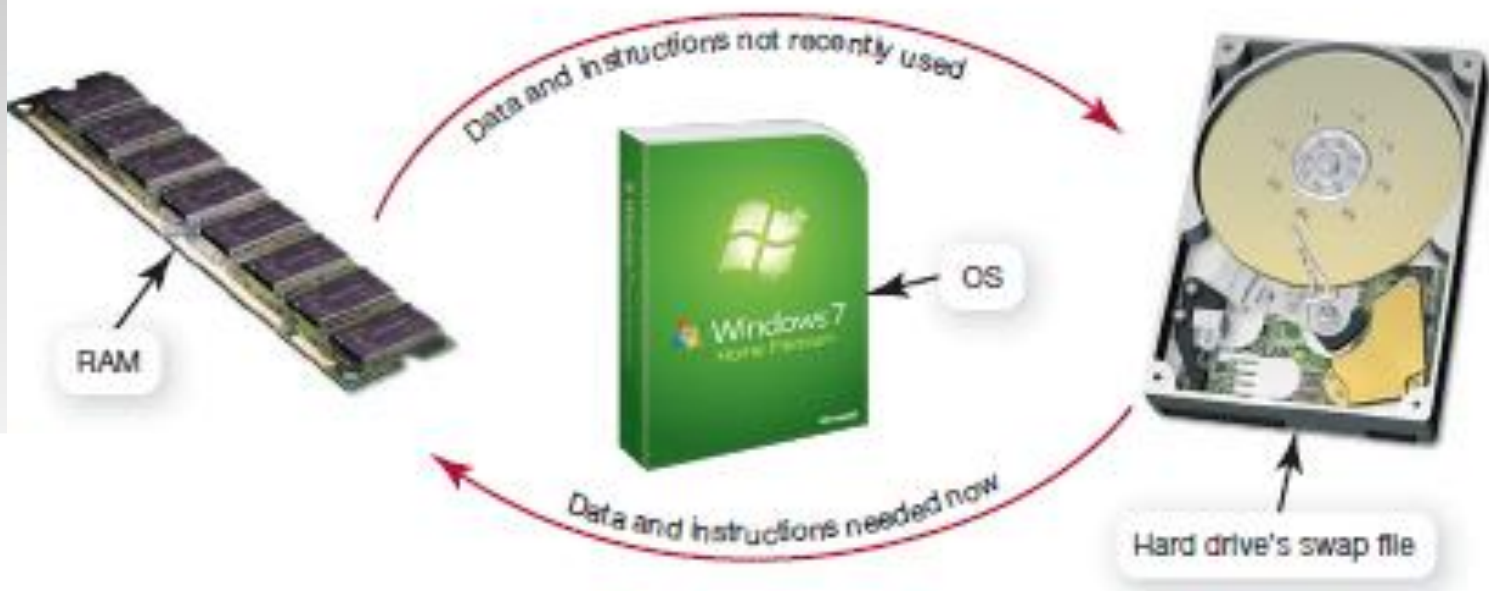 Data and instructions not recently used
RAM
Windows 7
Home Premium
OS
Microsoft
Data and instructions needed now
Hard drive's swap file